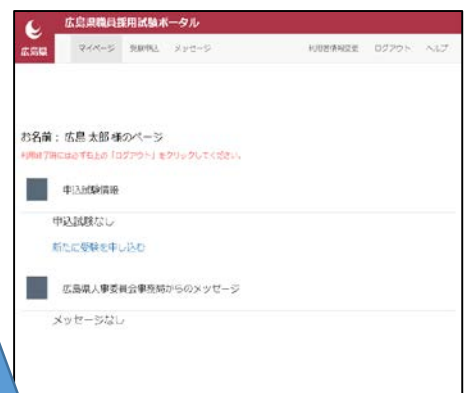 広島県職員採用試験ポータル
広島県
マイページ 受験申込 メッセージ 利用者情報変更 ログアウト ヘルプ
お名前： 広島 太郎 様のページ
利用終了時には必ず右上の「ログアウト」をクリックしてください。
申込試験情報
申込試験なし
新たに受験を申し込む
広島県人事委員会事務局からのメッセージ
メッセージなし